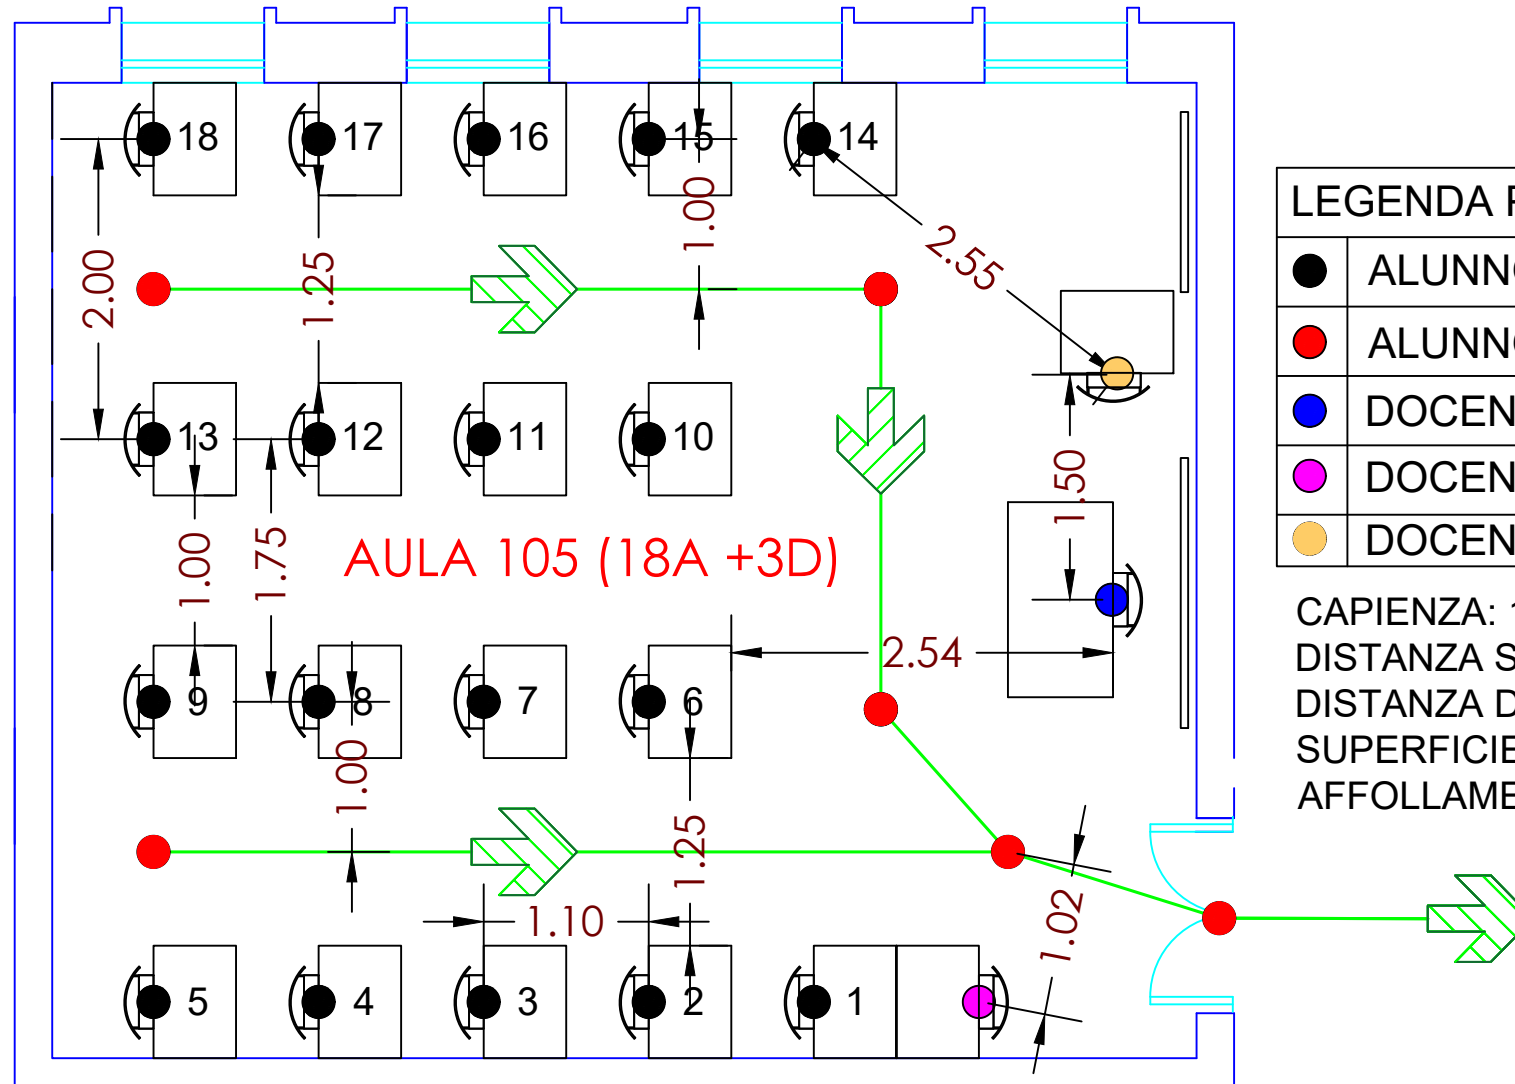 18 17 16 15 14
2.00
1.25
1.00
2.55
13 12 11 10
1.50
1.00
1.75
AULA 105 (18A +3D)
2.54
9 8 7 6
1.00
1.25
1.10
1.02
5 4 3 2 1
LEGENDA
ALUNN
ALUNN
DOCEN
DOCEN
DOCEN
CAPIENZA:
DISTANZA S
DISTANZA D
SUPERFICIE
AFFOLLAME